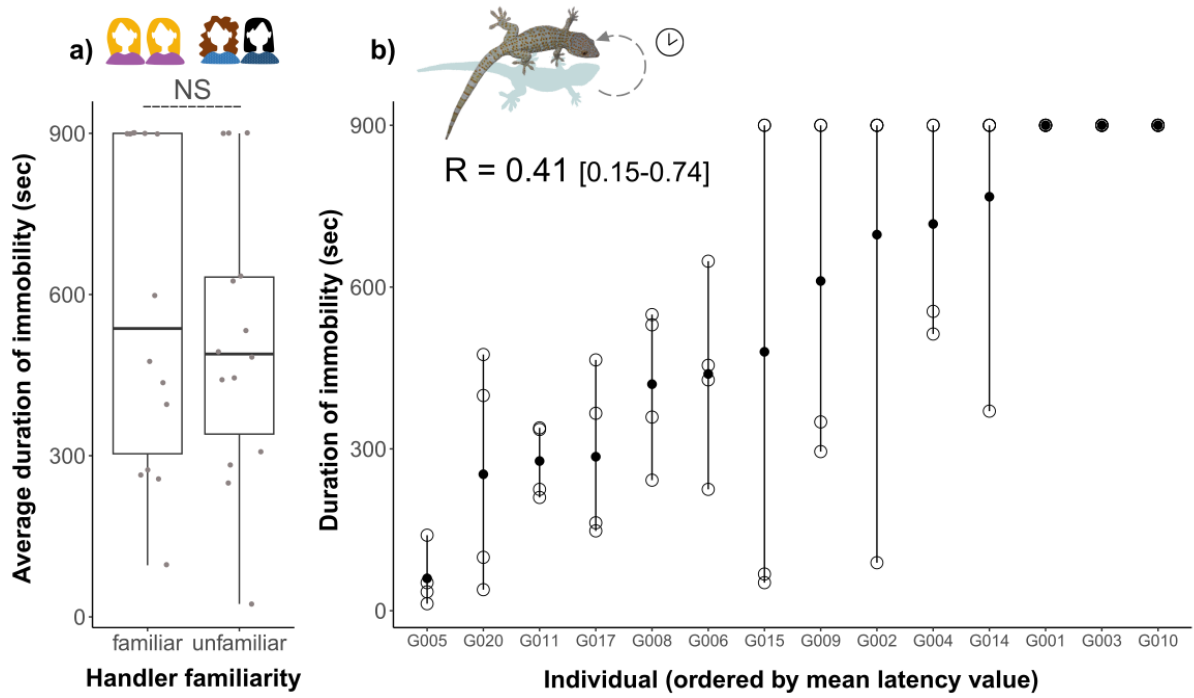 a)
NS
Average duration of immobility (sec)
900
600
300
0
familiar unfamiliar
Handler familiarity
b)
R = 0.41 [0.15-0.74]
Duration of immobility (sec)
900
600
300
0
G005 G020 G011 G017 G008 G006 G015 G009 G002 G004 G014 G001 G003 G010
Individual (ordered by mean latency value)